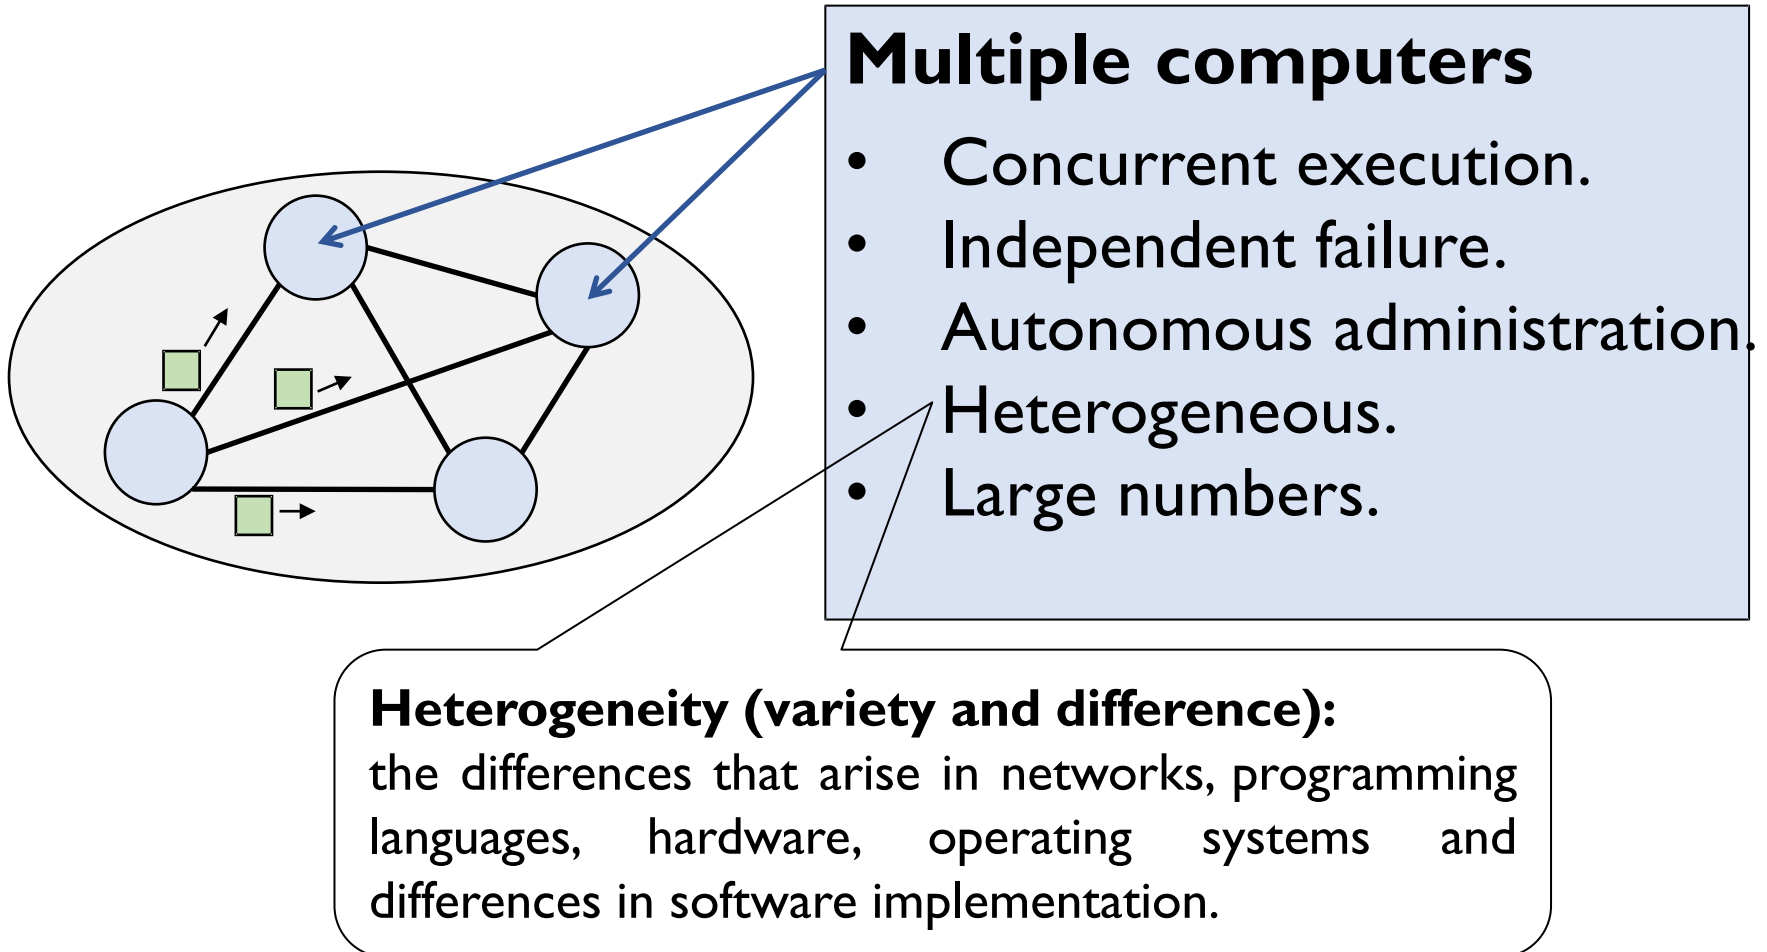 Multiple computers
• Concurrent execution.
• Independent failure.
• Autonomous administration.
• Heterogeneous.
• Large numbers.
Heterogeneity (variety and difference):
the differences that arise in networks, programming
languages, hardware, operating systems and
differences in software implementation.